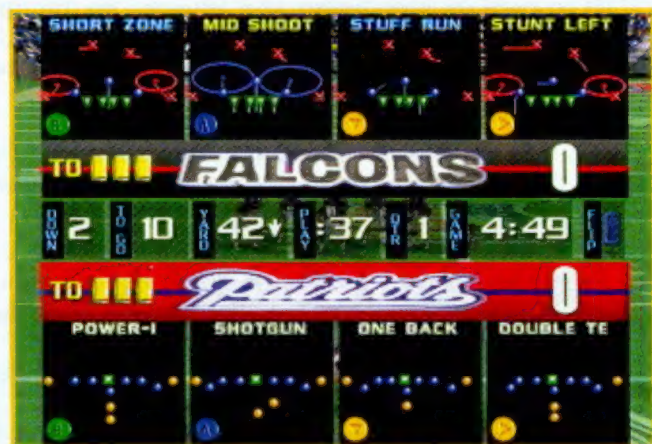 SHORT ZONE MID SHOOT STUFF RUN STUNT LEFT
B A
TO FALCONS 0
DOWN 2 TO GO 10 YARD 42 PLAY :37 QTR 1 GAME 4:49 FLIP
TO Patriots 0
POWER-I SHOTGUN ONE BACK DOUBLE TE
B A